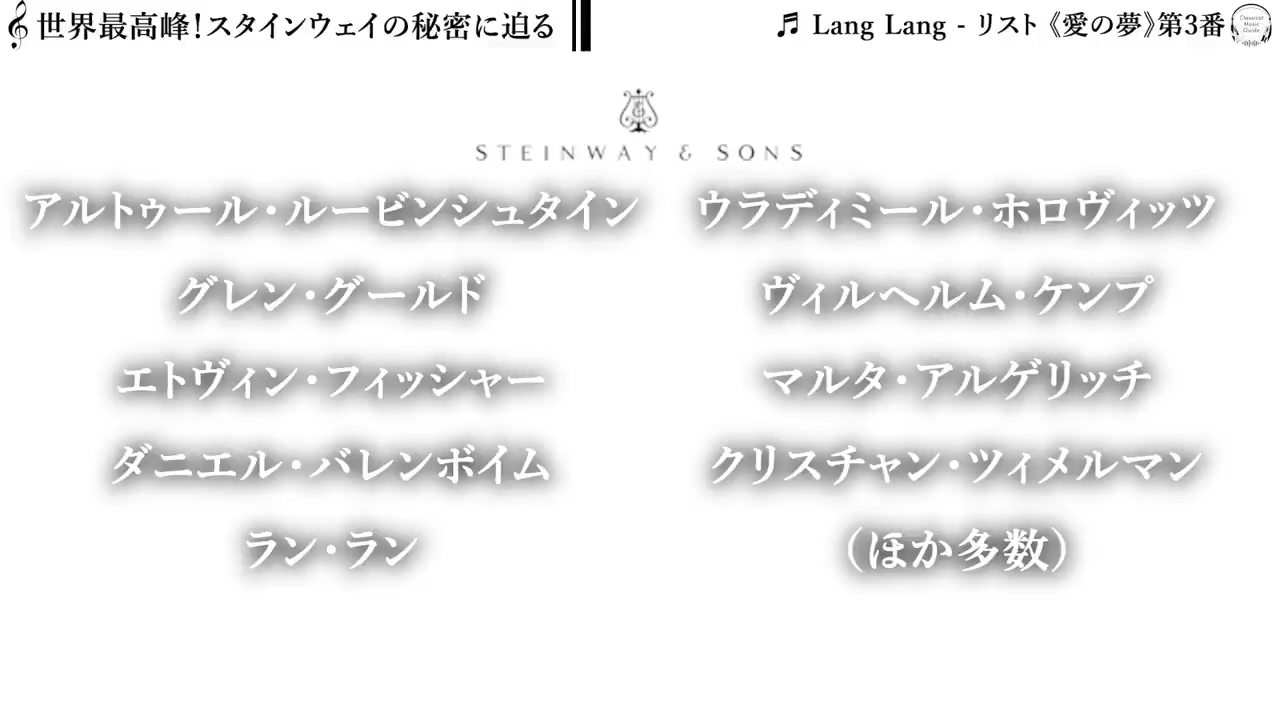 世界最高峰!スタインウェイの秘密に迫る
♬ Lang Lang - リスト《愛の夢》第3番
Classical Music Guide
STEINWAY & SONS
アルトゥール・ルービンシュタイン
ウラディミール・ホロヴィッツ
グレン・グールド
ヴィルヘルム・ケンプ
エトヴィン・フィッシャー
マルタ・アルゲリッチ
ダニエル・バレンボイム
クリスチャン・ツィメルマン
ラン・ラン
(ほか多数)